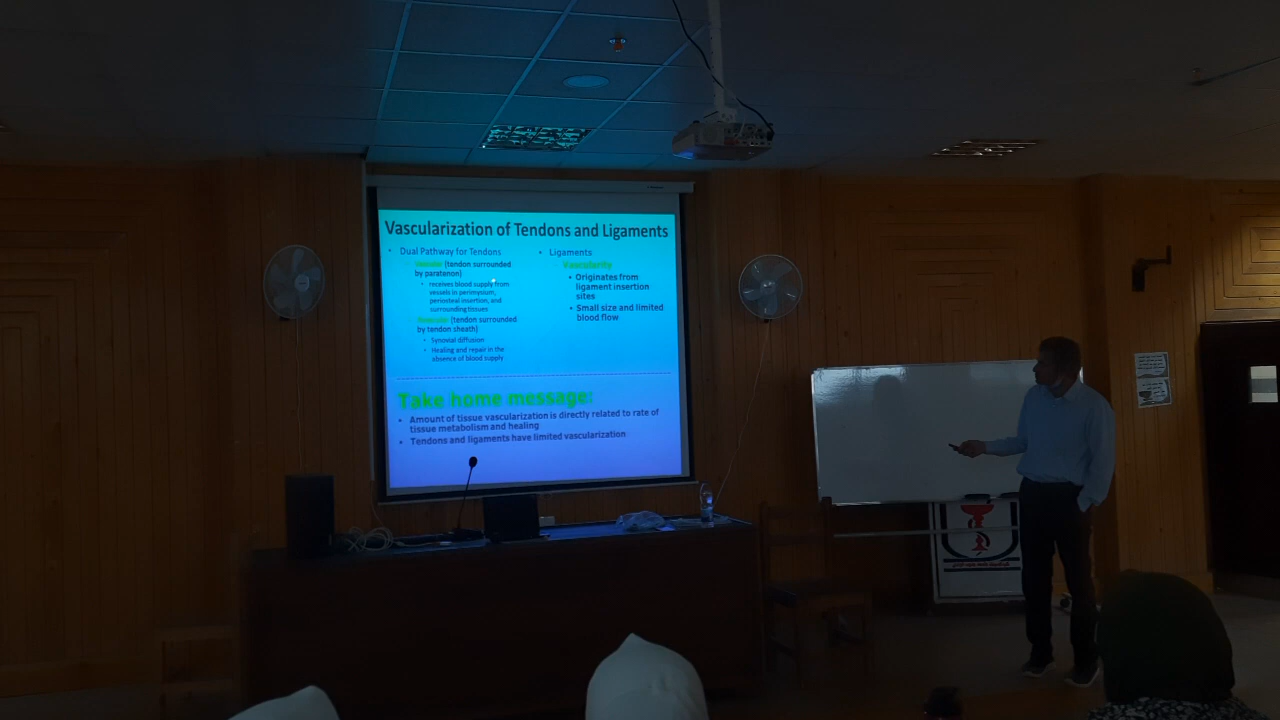 Vascularization of Tendons and Ligaments
• Dual Pathway for Tendons
(tendon surrounded
by paratenon)
• receives blood supply from
vessels in perimysium,
periosteal insertion, and
surrounding tissues
(tendon surrounded
by tendon sheath)
• Synovial diffusion
• Healing and repair in the
absence of blood supply
• Ligaments
Vascularity
• Originates from
ligament insertion
sites
• Small size and limited
blood flow
Take home message:
• Amount of tissue vascularization is directly related to rate of
tissue metabolism and healing
• Tendons and ligaments have limited vascularization